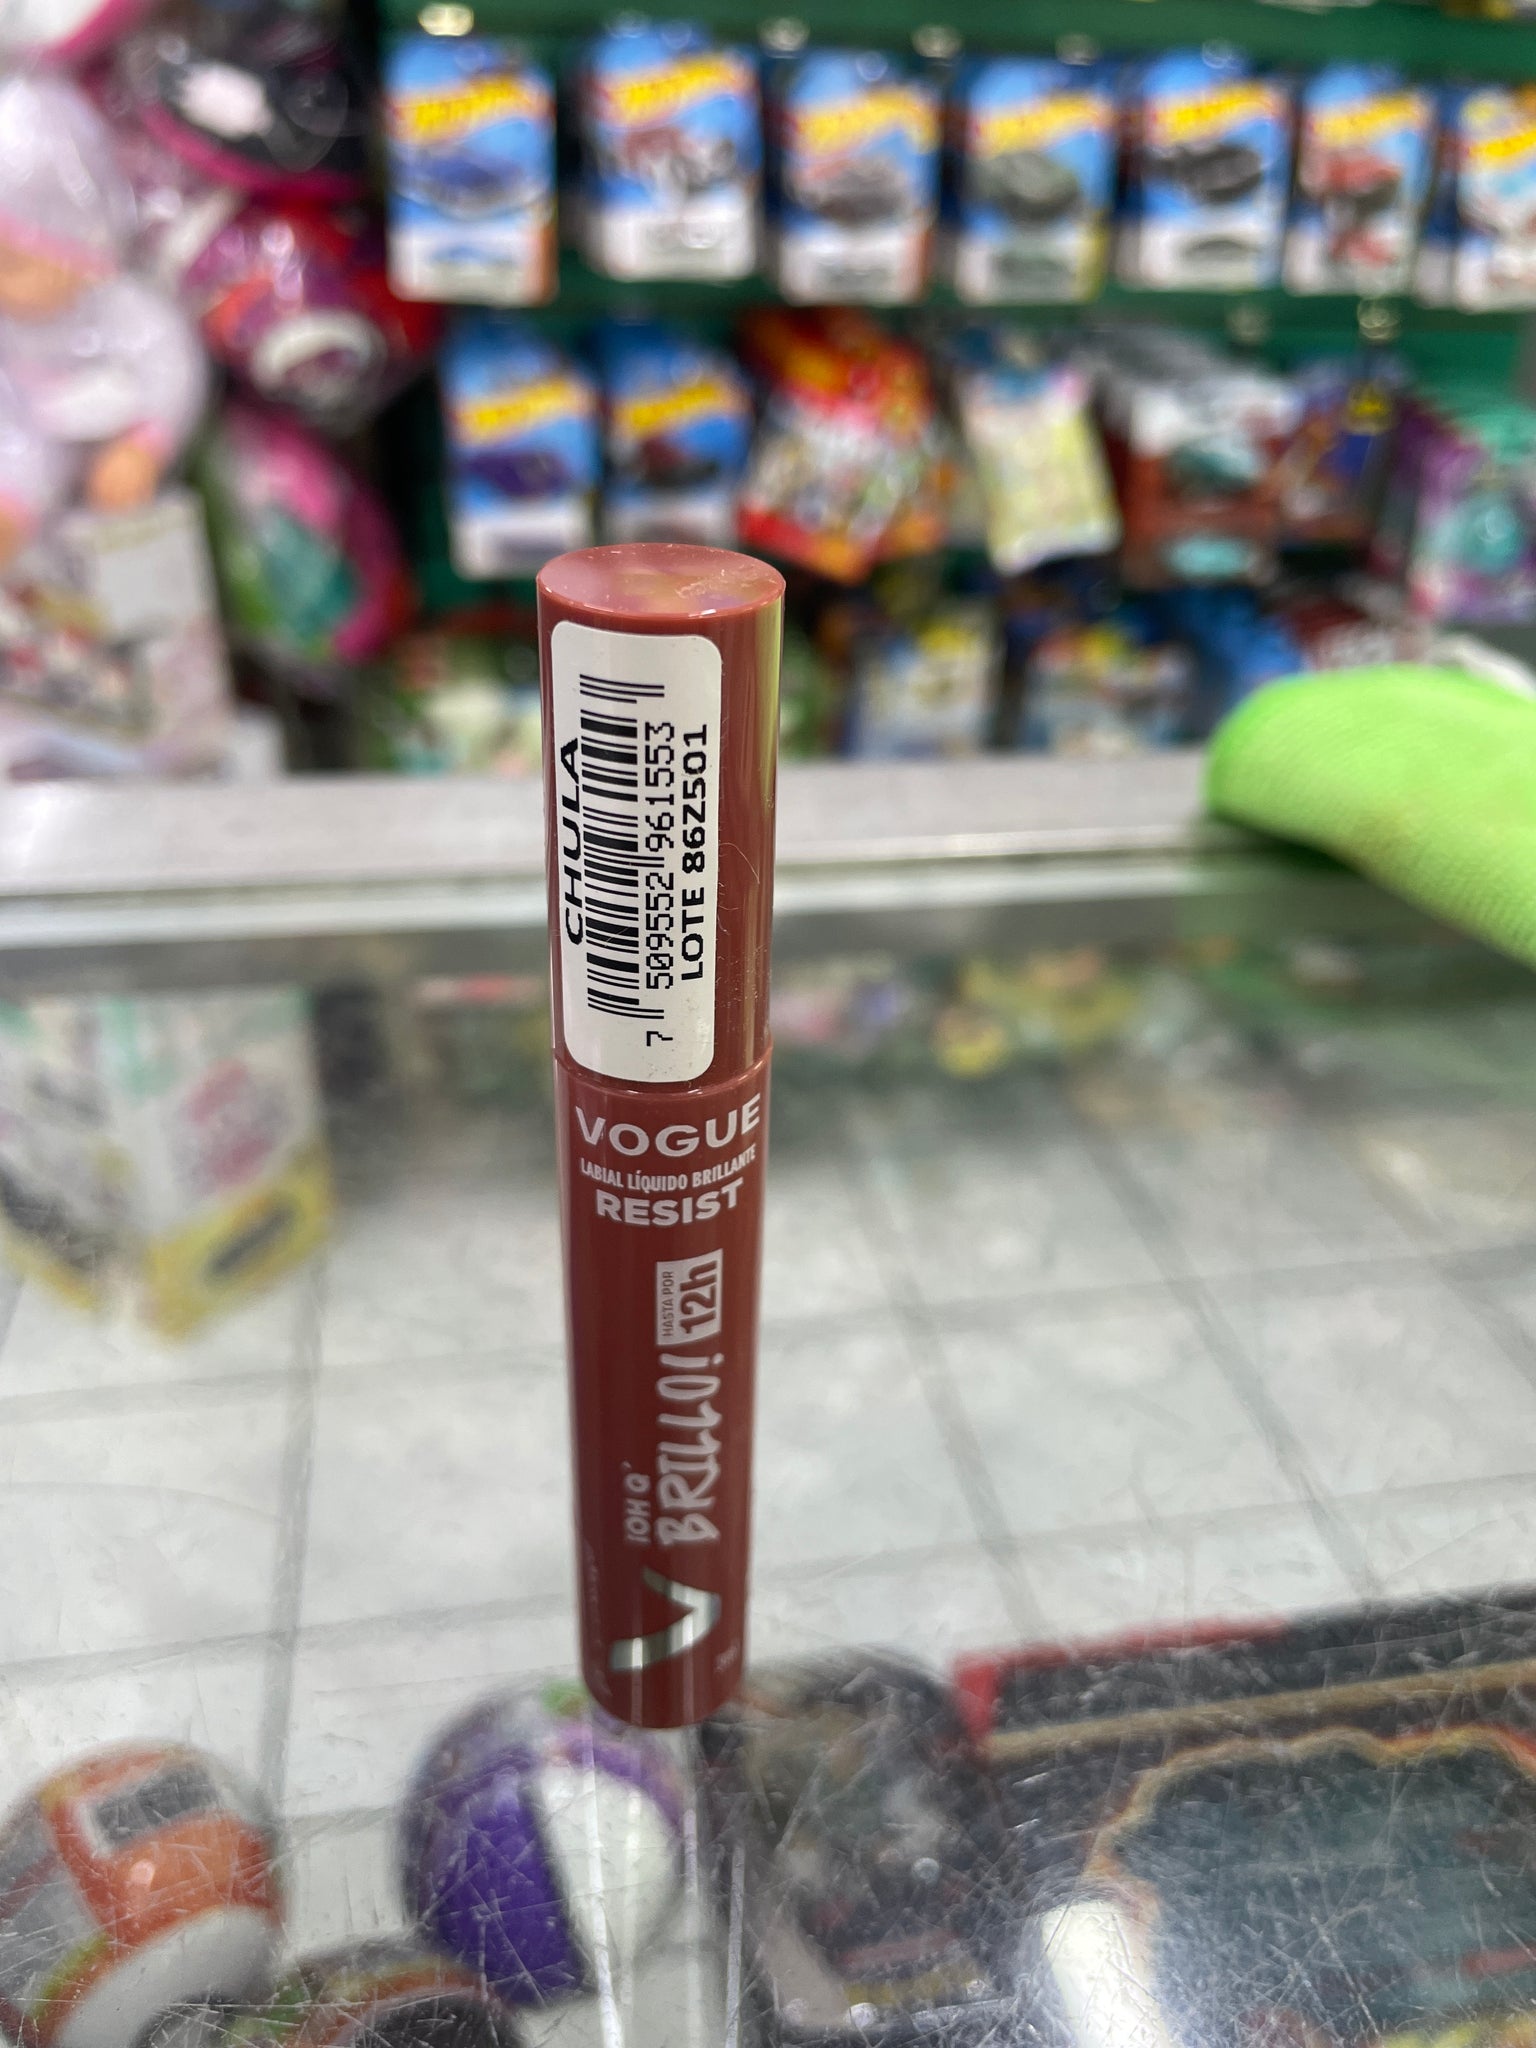 CHULA
7 509552 961553
LOTE 86Z501
VOGUE
LABIAL LÍQUIDO BRILLANTE
RESIST
HASTA POR
12h
¡OH Q'
BRILLO!